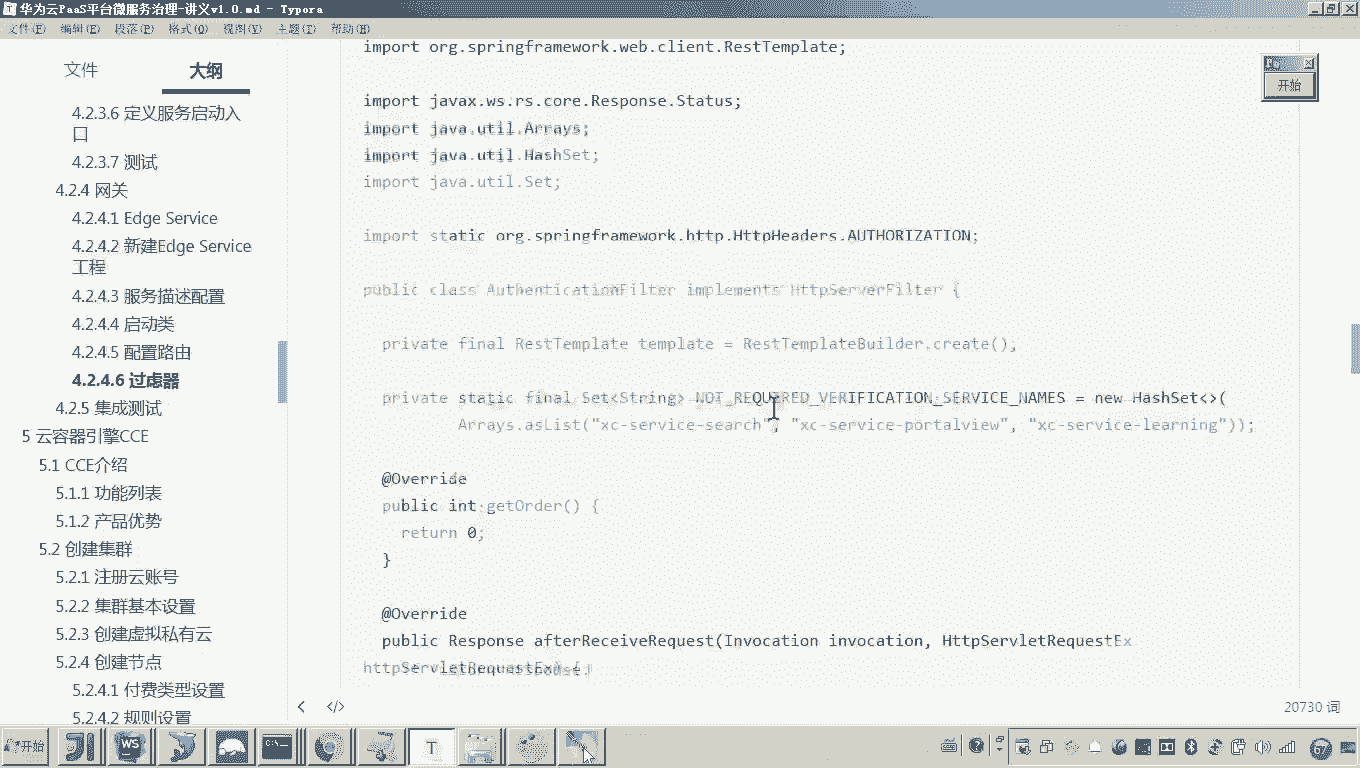 华为云PaaS平台微服务治理-讲义v1.0.md - Typora
文件(F) 编辑(E) 段落(P) 格式(O) 视图(V) 主题(T) 帮助(H)
文件 大纲
4.2.3.6 定义服务启动入
口
4.2.3.7 测试
4.2.4 网关
4.2.4.1 Edge Service
4.2.4.2 新建Edge Service
工程
4.2.4.3 服务描述配置
4.2.4.4 启动类
4.2.4.5 配置路由
4.2.4.6 过虑器
4.2.5 集成测试
5 云容器引擎CCE
5.1 CCE介绍
5.1.1 功能列表
5.1.2 产品优势
5.2 创建集群
5.2.1 注册云账号
5.2.2 集群基本设置
5.2.3 创建虚拟私有云
5.2.4 创建节点
5.2.4.1 付费类型设置
5.2.4.2 规则设置
import org.springframework.web.client.RestTemplate;
import javax.ws.rs.core.Response.Status;
import java.util.Arrays;
import java.util.HashSet;
import java.util.Set;
import static org.springframework.http.HttpHeaders.AUTHORIZATION;
public class AuthenticationFilter implements HttpServerFilter {
private final RestTemplate template = RestTemplateBuilder.create();
private static final Set<String> NOT_REQUIRED_VERIFICATION_SERVICE_NAMES = new HashSet<>(
Arrays.asList("xc-service-search", "xc-service-portalview", "xc-service-learning"));
@Override
public int getOrder() {
return 0;
}
@Override
public Response afterReceiveRequest(Invocation invocation, HttpServletRequestEx
httpServletRequestEx) {
开始
</> 20730 词
开始
WS
T
67